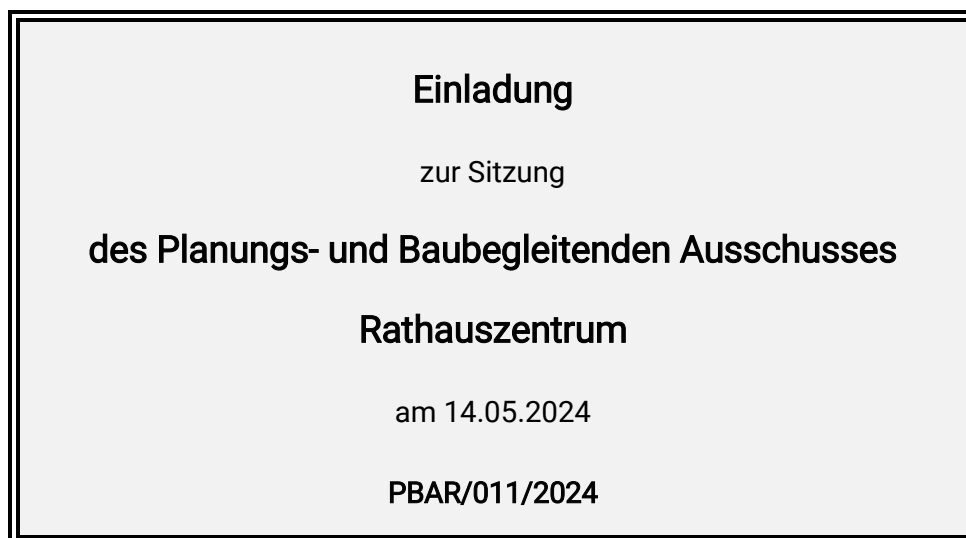 Einladung
zur Sitzung
des Planungs- und Baubegleitenden Ausschusses
Rathauszentrum
am 14.05.2024
PBAR/011/2024